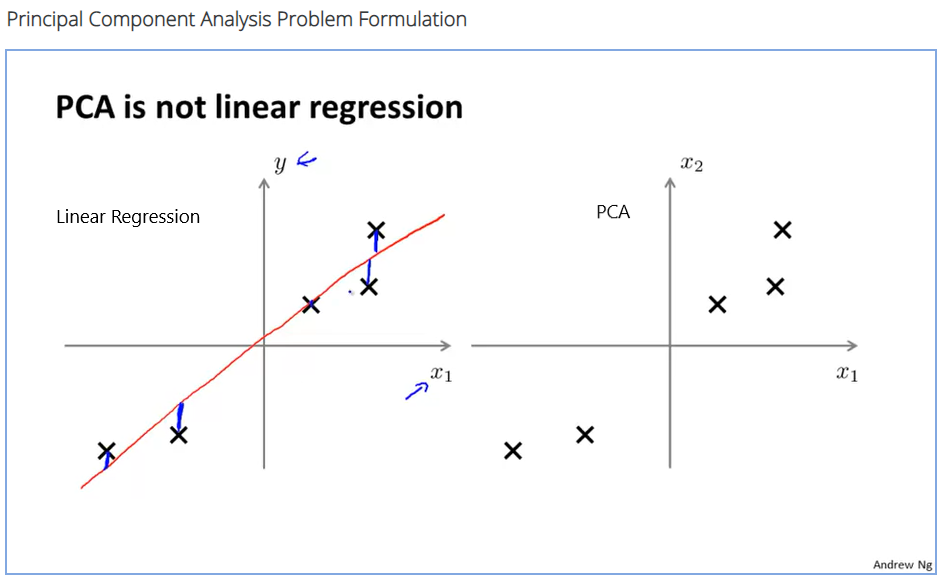 Principal Component Analysis Problem Formulation
PCA is not linear regression
y
x₂
Linear Regression
PCA
x₁
x₁
Andrew Ng